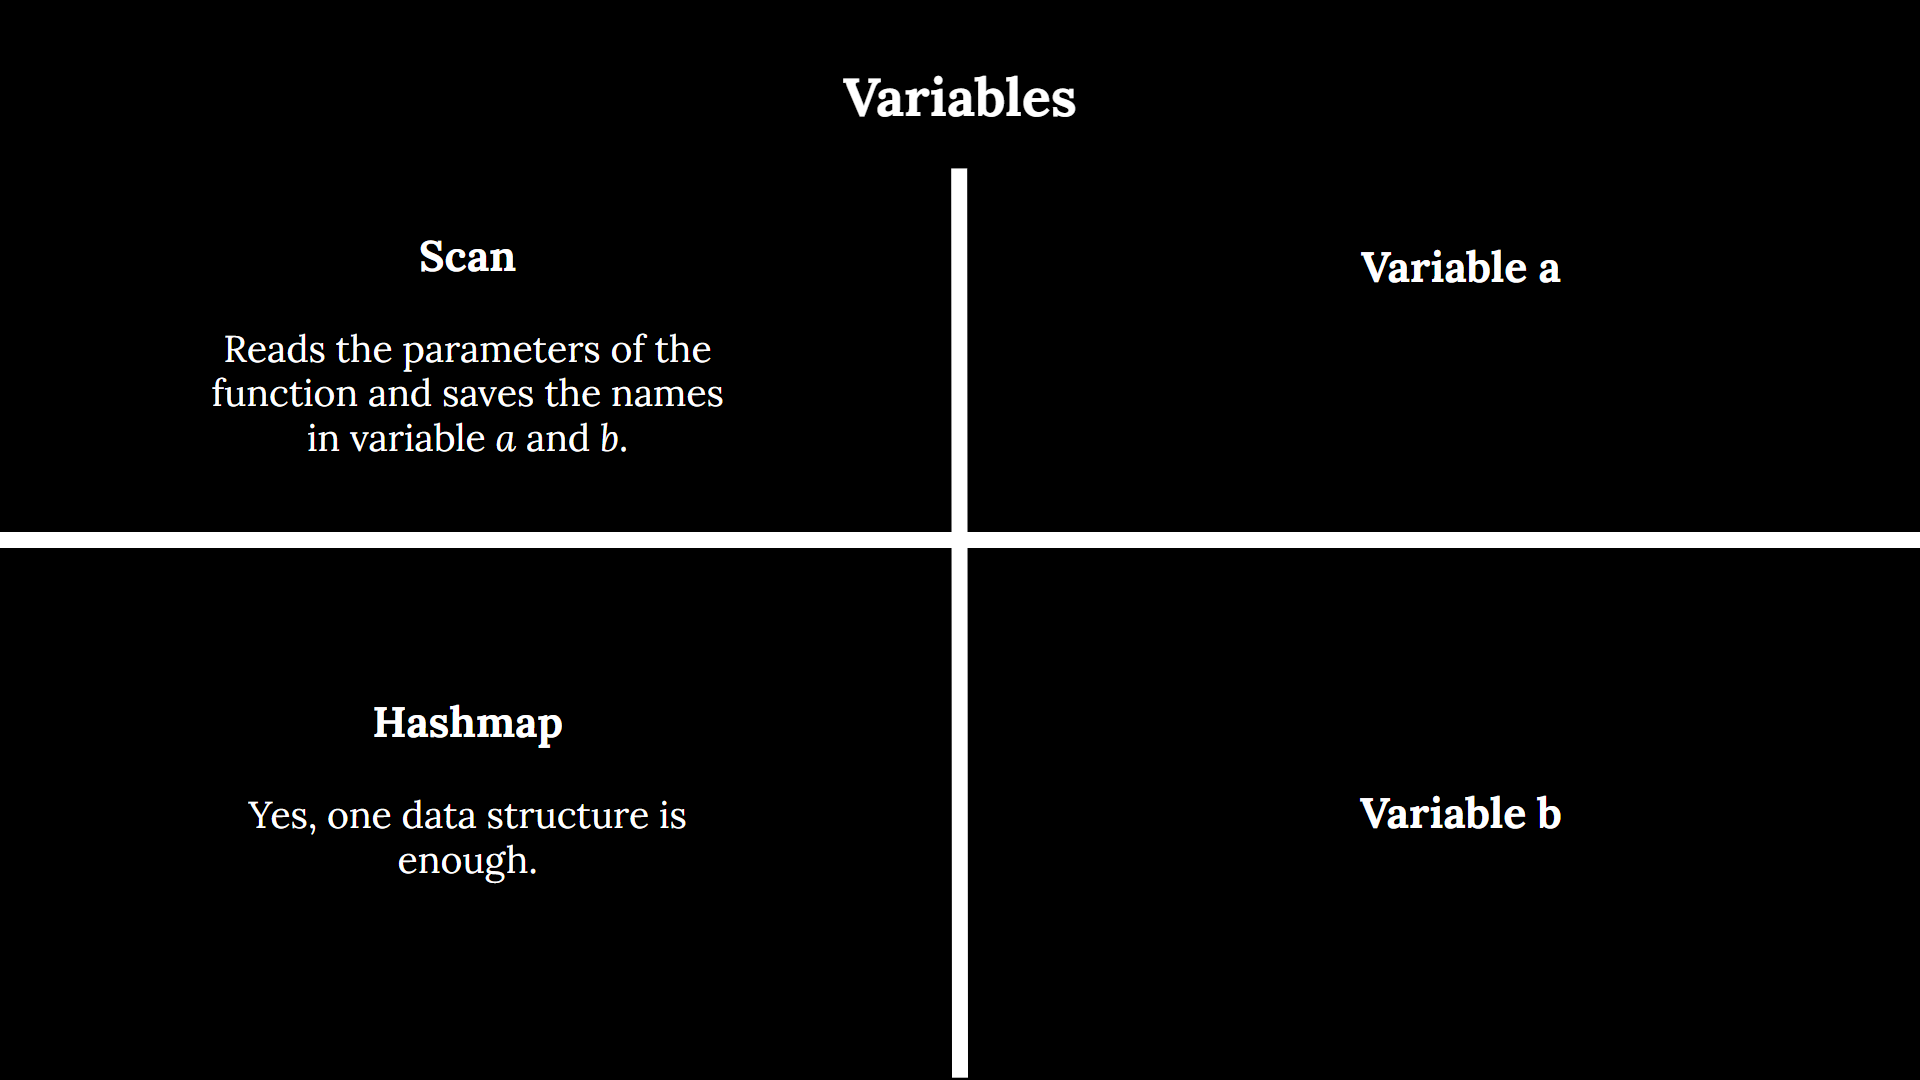 Variables
Scan
Reads the parameters of the
function and saves the names
in variable a and b.
Variable a
Hashmap
Yes, one data structure is
enough.
Variable b